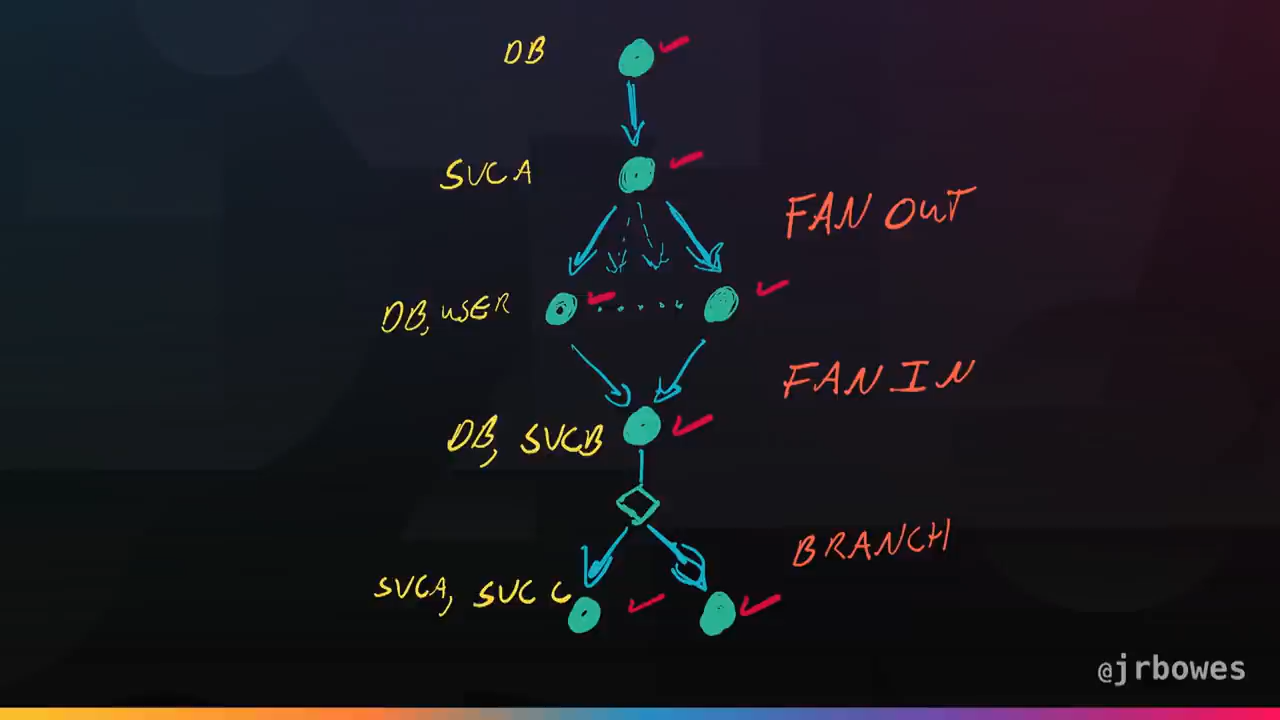 DB
SVCA
FAN OUT
DB, USER
FAN IN
DB, SVCB
BRANCH
SVCA, SVC C
@jrbowes